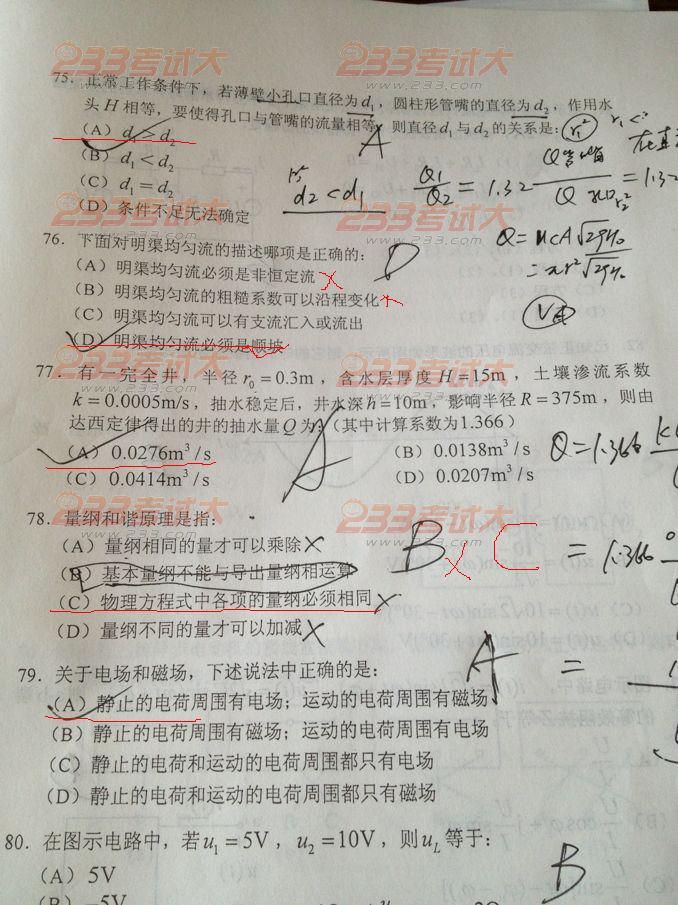 233考试大 233考试大
www.233.com www.233.com
75. 正常工作条件下，若薄壁小孔口直径为d₁，圆柱形管嘴的直径为d₂，作用水
头H相等，要使得孔口与管嘴的流量相等，则直径d₁与d₂的关系是：
(A) d₁>d₂
(B) d₁<d₂
(C) d₁=d₂
(D) 条件不足无法确定
A
d₂<d₁
Q₁/Q₂=1.32
=1.32
76. 下面对明渠均匀流的描述哪项是正确的：
(A) 明渠均匀流必须是非恒定流
(B) 明渠均匀流的粗糙系数可以沿程变化
(C) 明渠均匀流可以有支流汇入或流出
(D) 明渠均匀流必须是顺坡
D
77. 有一完全井，半径r₀=0.3m，含水层厚度H=15m，土壤渗流系数
k=0.0005m/s，抽水稳定后，井水深h=10m，影响半径R=375m，则由
达西定律得出的井的抽水量Q为：(其中计算系数为1.366)
(A) 0.0276m³/s (B) 0.0138m³/s
(C) 0.0414m³/s (D) 0.0207m³/s
A
Q=1.366
78. 量纲和谐原理是指：
(A) 量纲相同的量才可以乘除
(B) 基本量纲不能与导出量纲相运算
(C) 物理方程式中各项的量纲必须相同
(D) 量纲不同的量才可以加减
B C
=1.366
79. 关于电场和磁场，下述说法中正确的是：
(A) 静止的电荷周围有电场；运动的电荷周围有磁场
(B) 静止的电荷周围有磁场；运动的电荷周围有电场
(C) 静止的电荷和运动的电荷周围都只有电场
(D) 静止的电荷和运动的电荷周围都只有磁场
A
80. 在图示电路中，若u₁=5V，u₂=10V，则u_L等于：
(A) 5V
(B) -5V
B